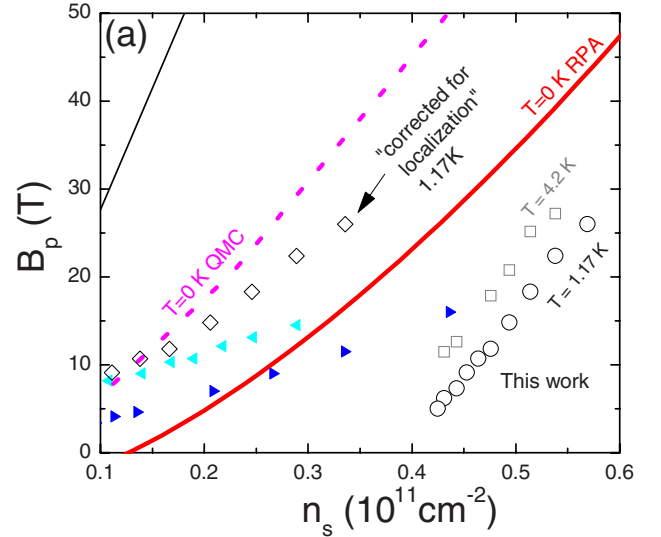 (a)
50
40
30
20
10
0
B_p (T)
T=0 K QMC
"corrected for
localization"
1.17K
T=0 K RPA
T = 4.2 K
T = 1.17 K
This work
0.1 0.2 0.3 0.4 0.5 0.6
n_s (10^11 cm^-2)